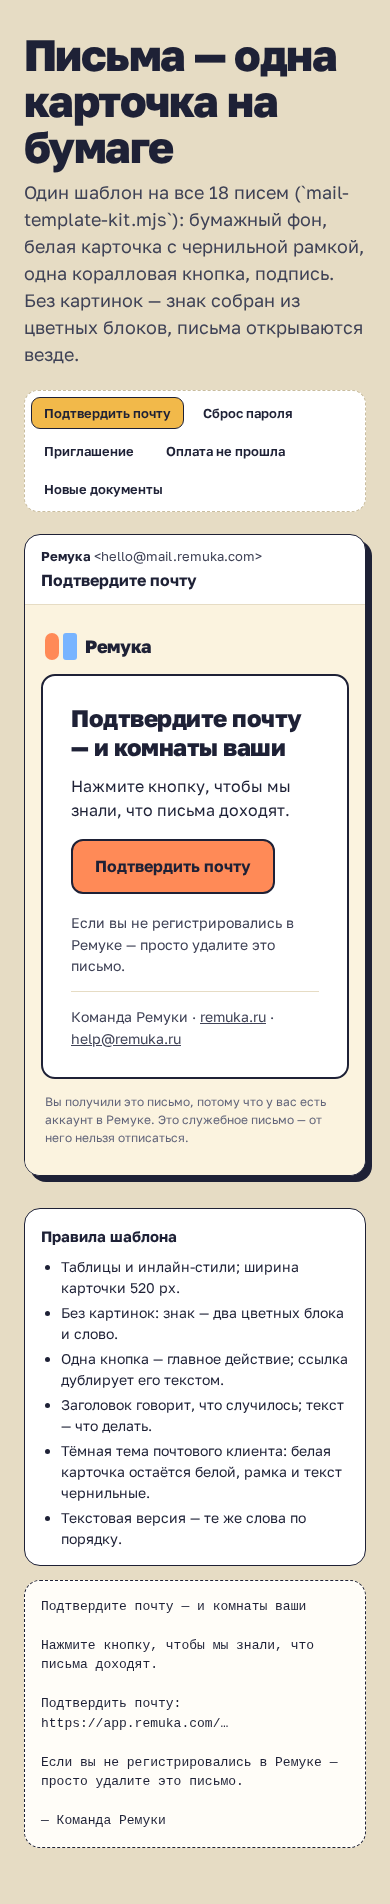 Письма — одна
карточка на
бумаге
Один шаблон на все 18 писем (`mail-
template-kit.mjs`): бумажный фон,
белая карточка с чернильной рамкой,
одна коралловая кнопка, подпись.
Без картинок — знак собран из
цветных блоков, письма открываются
везде.
Подтвердить почту
Сброс пароля
Приглашение
Оплата не прошла
Новые документы
Ремука <hello@mail.remuka.com>
Подтвердите почту
Ремука
Подтвердите почту
— и комнаты ваши
Нажмите кнопку, чтобы мы
знали, что письма доходят.
Подтвердить почту
Если вы не регистрировались в
Ремуке — просто удалите это
письмо.
Команда Ремуки · remuka.ru ·
help@remuka.ru
Вы получили это письмо, потому что у вас есть
аккаунт в Ремуке. Это служебное письмо — от
него нельзя отписаться.
Правила шаблона
• Таблицы и инлайн-стили; ширина
карточки 520 px.
• Без картинок: знак — два цветных блока
и слово.
• Одна кнопка — главное действие; ссылка
дублирует его текстом.
• Заголовок говорит, что случилось; текст
— что делать.
• Тёмная тема почтового клиента: белая
карточка остаётся белой, рамка и текст
чернильные.
• Текстовая версия — те же слова по
порядку.
Подтвердите почту — и комнаты ваши
Нажмите кнопку, чтобы мы знали, что
письма доходят.
Подтвердить почту:
https://app.remuka.com/…
Если вы не регистрировались в Ремуке —
просто удалите это письмо.
— Команда Ремуки